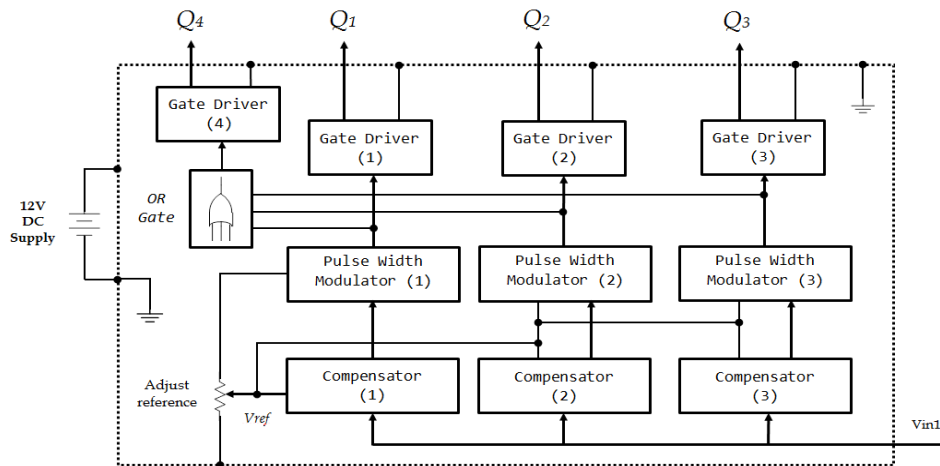 Q4
Q1
Q2
Q3
Gate Driver
(4)
Gate Driver
(1)
Gate Driver
(2)
Gate Driver
(3)
12V
DC
Supply
OR
Gate
Pulse Width
Modulator (1)
Pulse Width
Modulator (2)
Pulse Width
Modulator (3)
Adjust
reference
Vref
Compensator
(1)
Compensator
(2)
Compensator
(3)
Vin1